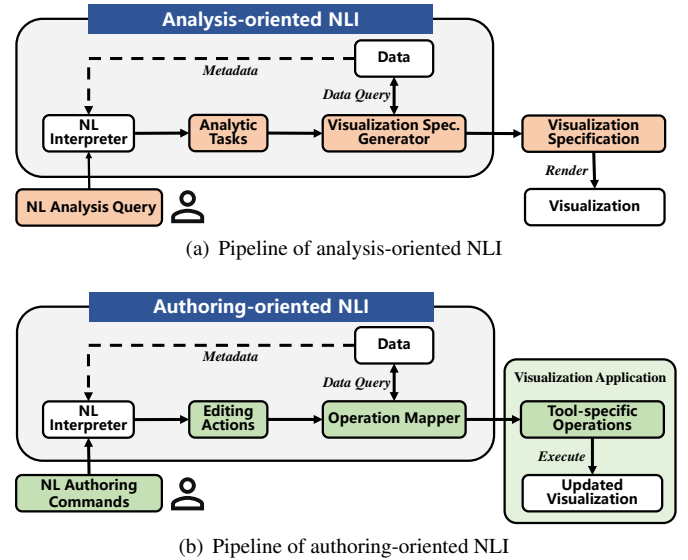 Analysis-oriented NLI
Data
Metadata
Data Query
NL
Interpreter
Analytic
Tasks
Visualization Spec.
Generator
Visualization
Specification
Render
NL Analysis Query
Visualization
(a) Pipeline of analysis-oriented NLI
Authoring-oriented NLI
Data
Metadata
Visualization Application
Data Query
NL
Interpreter
Editing
Actions
Operation Mapper
Tool-specific
Operations
Execute
NL Authoring
Commands
Updated
Visualization
(b) Pipeline of authoring-oriented NLI